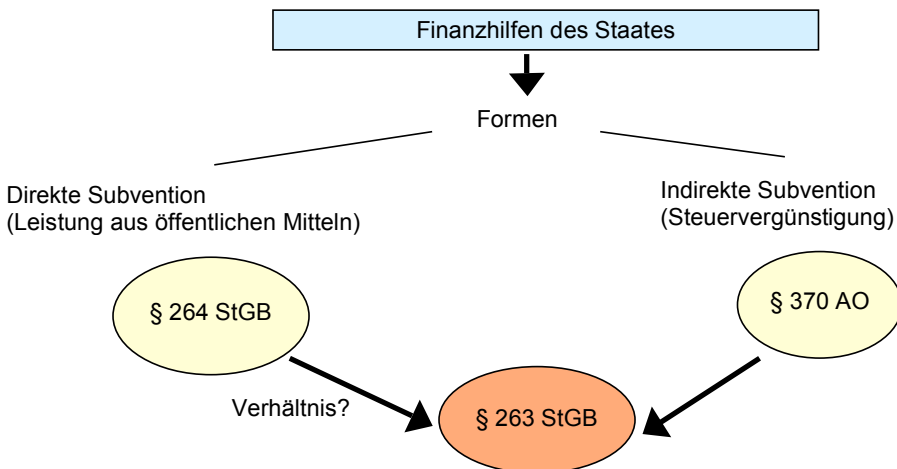 Finanzhilfen des Staates
Formen
Direkte Subvention
(Leistung aus öffentlichen Mitteln)
Indirekte Subvention
(Steuervergünstigung)
§ 264 StGB
§ 370 AO
Verhältnis?
§ 263 StGB